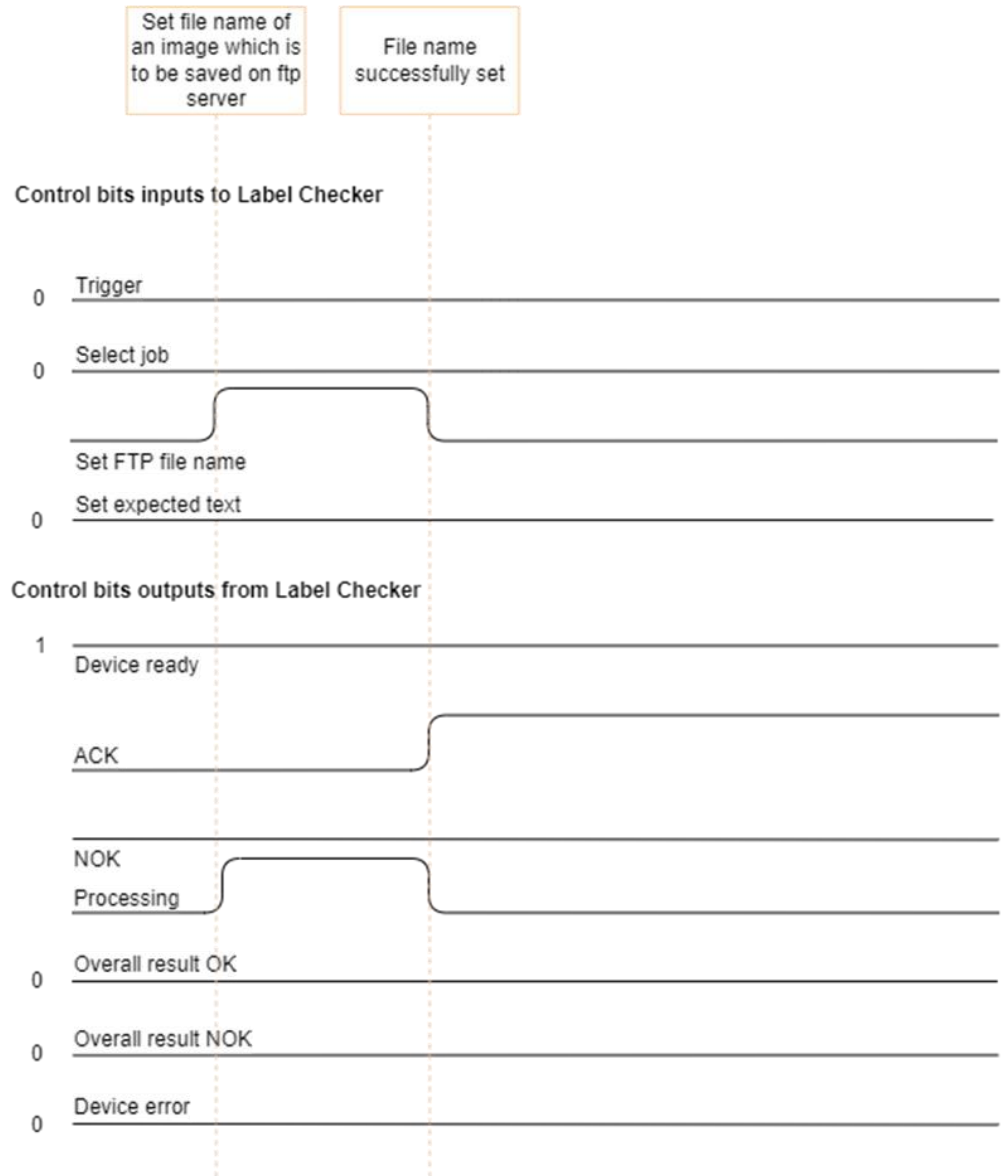 Set file name of
an image which is
to be saved on ftp
server
File name
successfully set
Control bits inputs to Label Checker
Trigger
0
Select job
0
Set FTP file name
Set expected text
0
Control bits outputs from Label Checker
1
Device ready
ACK
NOK
Processing
Overall result OK
0
Overall result NOK
0
Device error
0